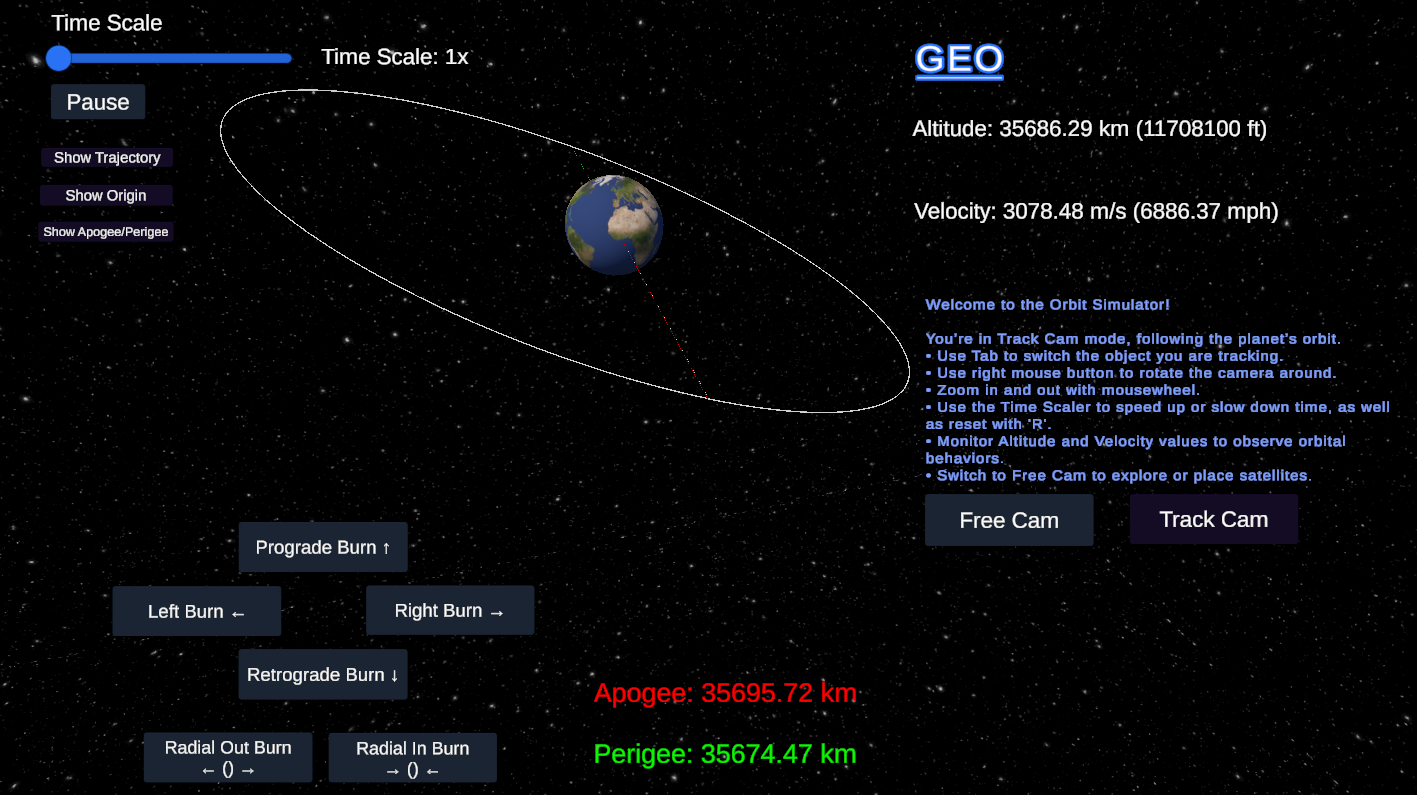 Time Scale
Time Scale: 1x
Pause
Show Trajectory
Show Origin
Show Apogee/Perigee
GEO
Altitude: 35686.29 km (11708100 ft)
Velocity: 3078.48 m/s (6886.37 mph)
Welcome to the Orbit Simulator!
You're in Track Cam mode, following the planet's orbit.
• Use Tab to switch the object you are tracking.
• Use right mouse button to rotate the camera around.
• Zoom in and out with mousewheel.
• Use the Time Scaler to speed up or slow down time, as well
as reset with 'R'.
• Monitor Altitude and Velocity values to observe orbital
behaviors.
• Switch to Free Cam to explore or place satellites.
Free Cam
Track Cam
Prograde Burn ↑
Left Burn ←
Right Burn →
Retrograde Burn ↓
Radial Out Burn
← () →
Radial In Burn
→ () ←
Apogee: 35695.72 km
Perigee: 35674.47 km